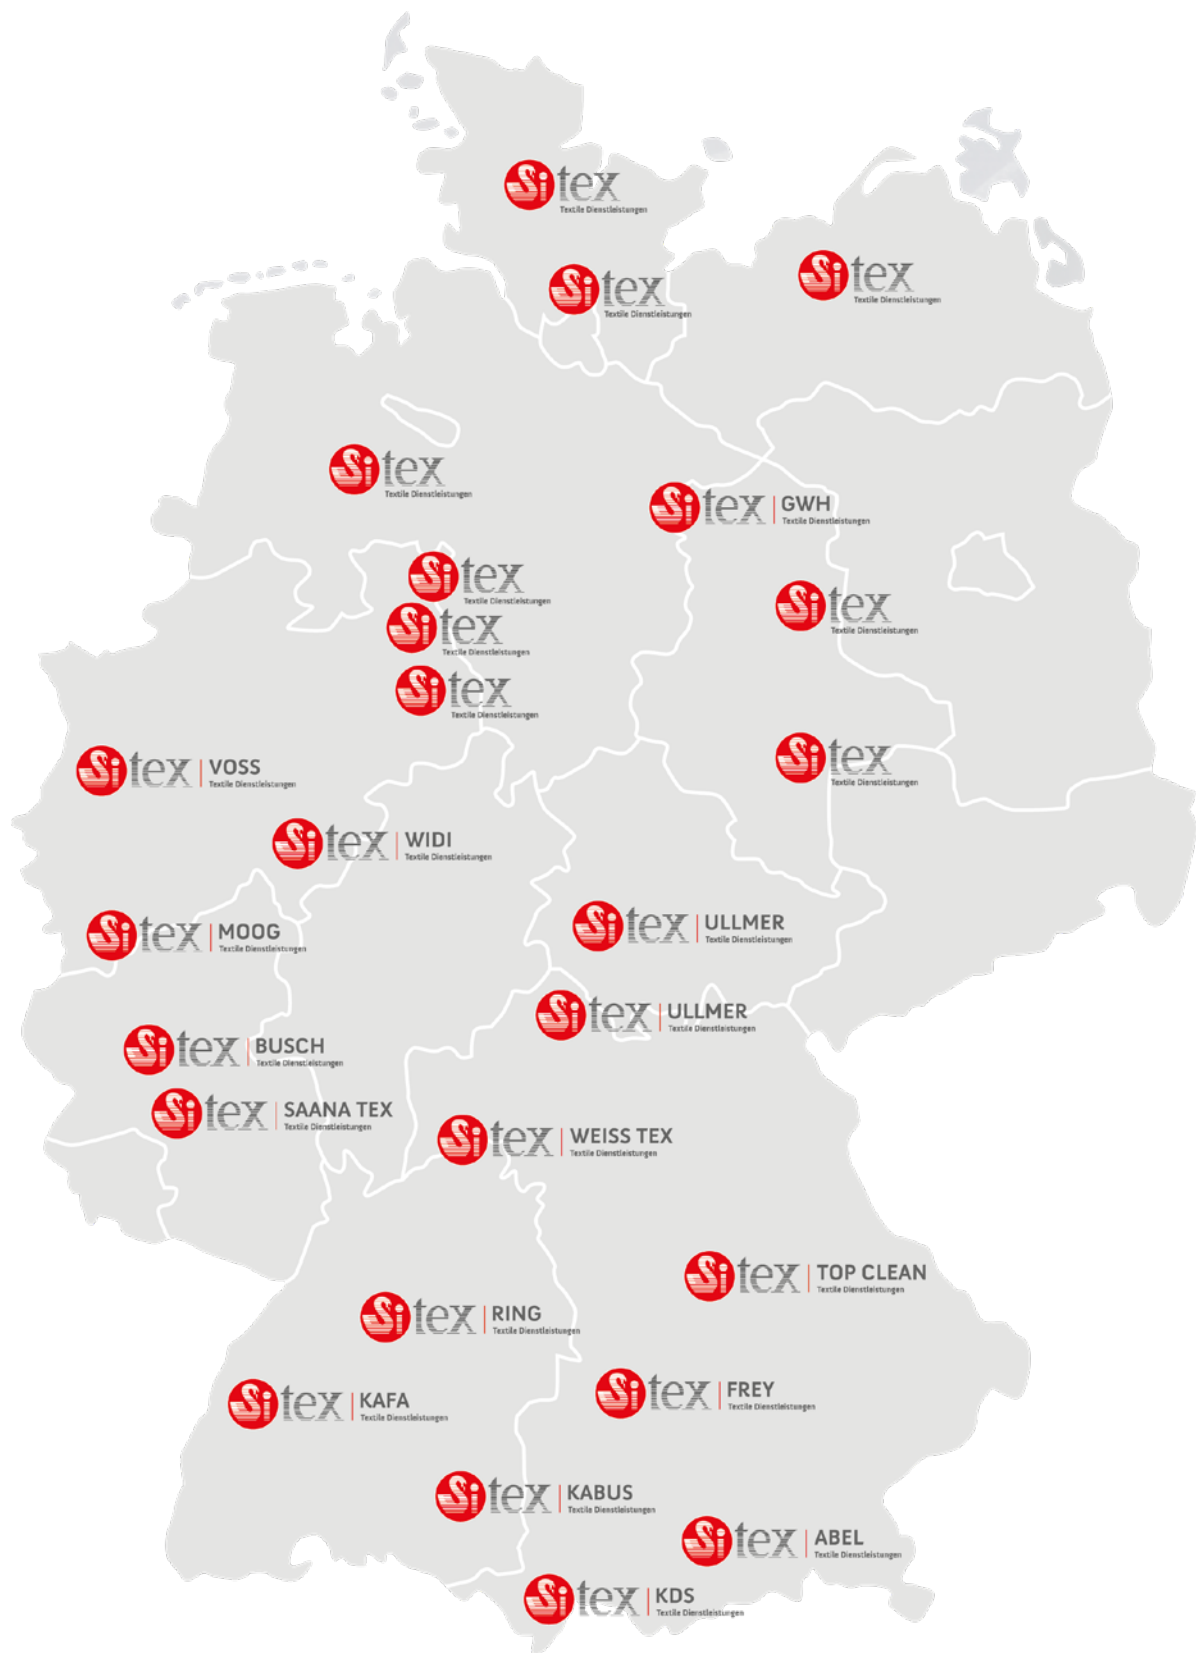 Sitex
Textile Dienstleistungen
Sitex
Textile Dienstleistungen
Sitex
Textile Dienstleistungen
Sitex
Textile Dienstleistungen
Sitex | GWH
Textile Dienstleistungen
Sitex
Textile Dienstleistungen
Sitex
Textile Dienstleistungen
Sitex
Textile Dienstleistungen
Sitex
Textile Dienstleistungen
Sitex | VOSS
Textile Dienstleistungen
Sitex
Textile Dienstleistungen
Sitex | WIDI
Textile Dienstleistungen
Sitex | MOOG
Textile Dienstleistungen
Sitex | ULLMER
Textile Dienstleistungen
Sitex | ULLMER
Textile Dienstleistungen
Sitex | BUSCH
Textile Dienstleistungen
Sitex | SAANA TEX
Textile Dienstleistungen
Sitex | WEISS TEX
Textile Dienstleistungen
Sitex | TOP CLEAN
Textile Dienstleistungen
Sitex | RING
Textile Dienstleistungen
Sitex | FREY
Textile Dienstleistungen
Sitex | KAFA
Textile Dienstleistungen
Sitex | KABUS
Textile Dienstleistungen
Sitex | ABEL
Textile Dienstleistungen
Sitex | KDS
Textile Dienstleistungen